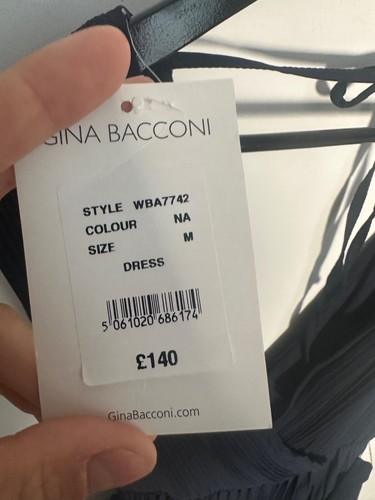 GINA BACCONI
STYLE WBA7742
COLOUR NA
SIZE M
DRESS
5 061020 686174
£140
GinaBacconi.com